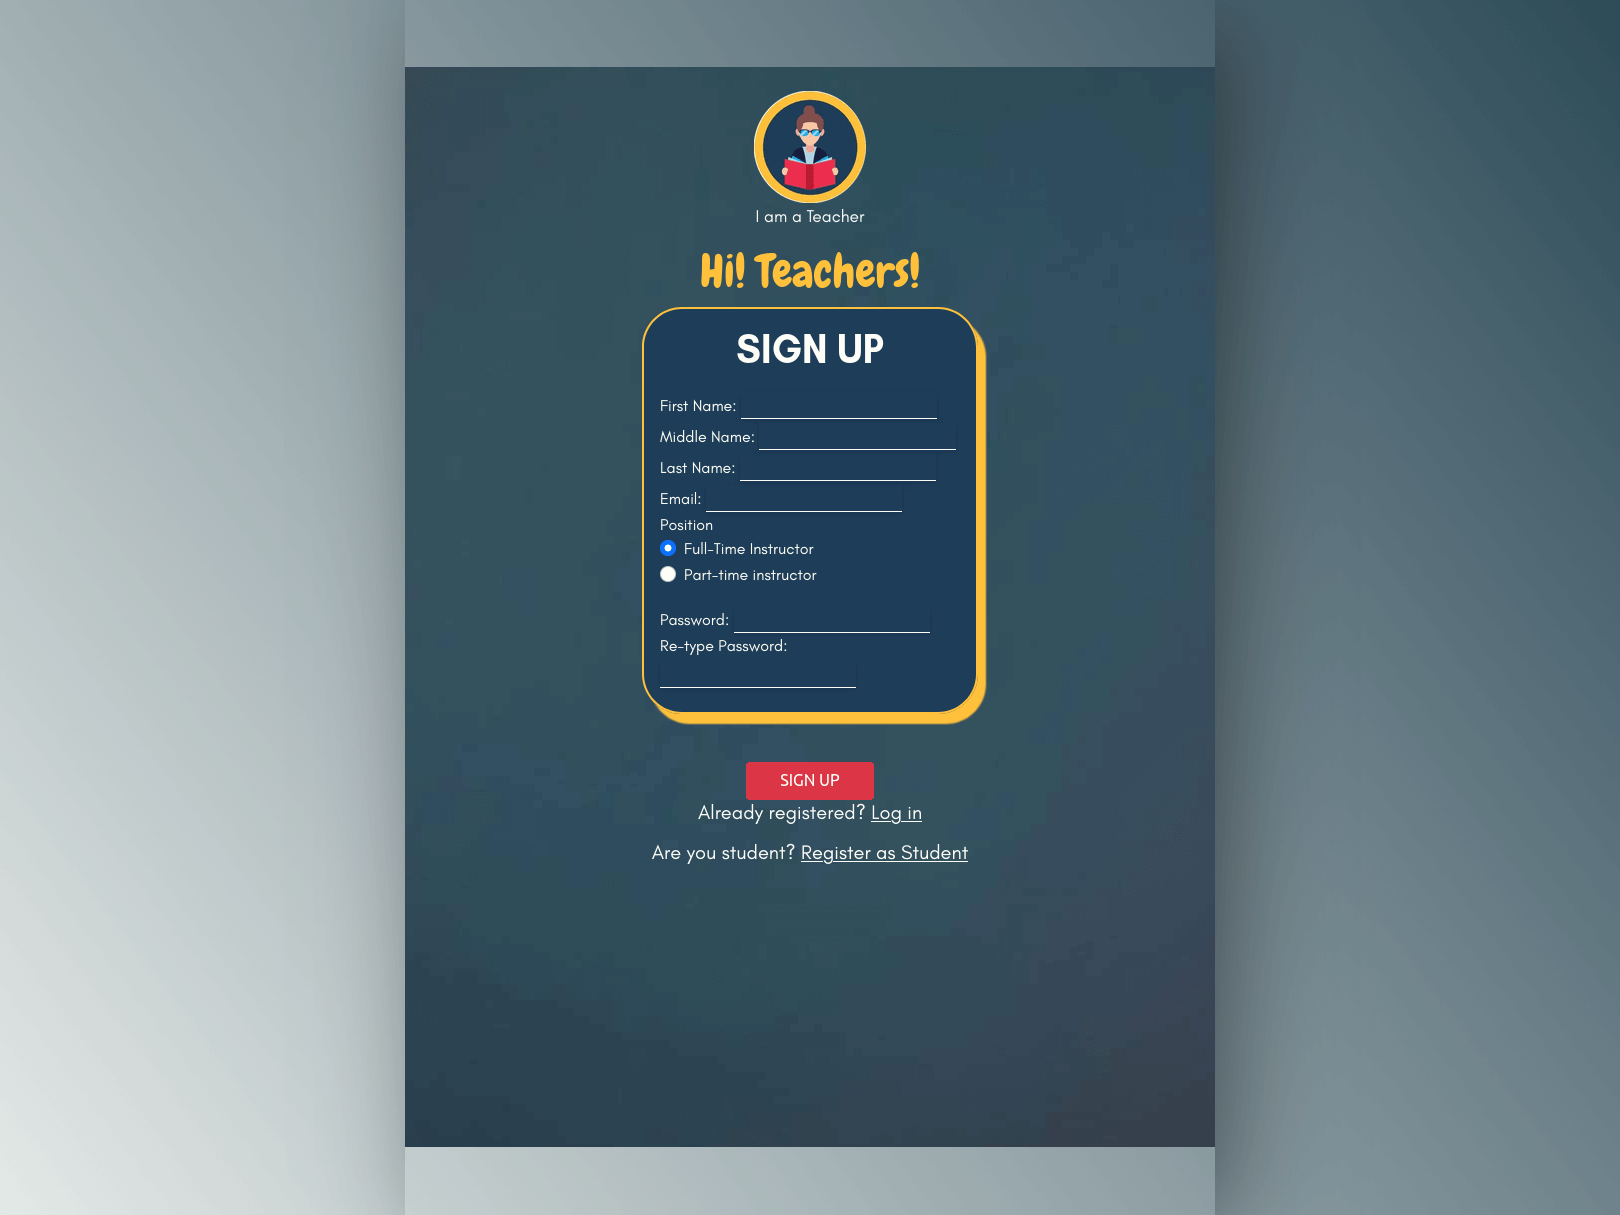 I am a Teacher
Hi! Teachers!
SIGN UP
First Name:
Middle Name:
Last Name:
Email:
Position
Full-Time Instructor
Part-time instructor
Password:
Re-type Password:
SIGN UP
Already registered? Log in
Are you student? Register as Student